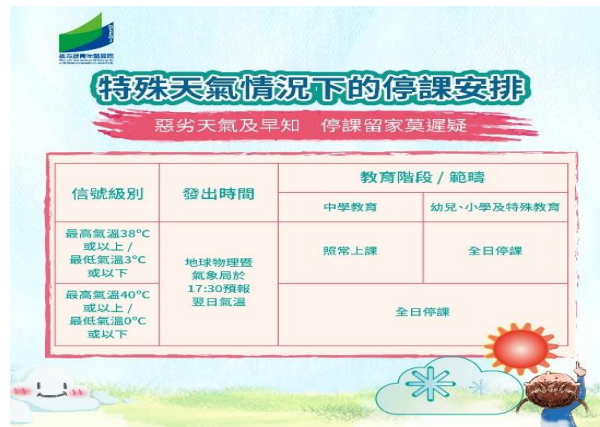 特殊天氣情況下的停課安排
惡劣天氣及早知 停課留家莫遲疑
信號級別
發出時間
教育階段 / 範疇
中學教育
幼兒、小學及特殊教育
最高氣溫38°C
或以上 /
最低氣溫3°C
或以下
地球物理暨
氣象局於
17:30預報
翌日氣溫
照常上課
全日停課
最高氣溫40°C
或以上 /
最低氣溫0°C
或以下
全日停課